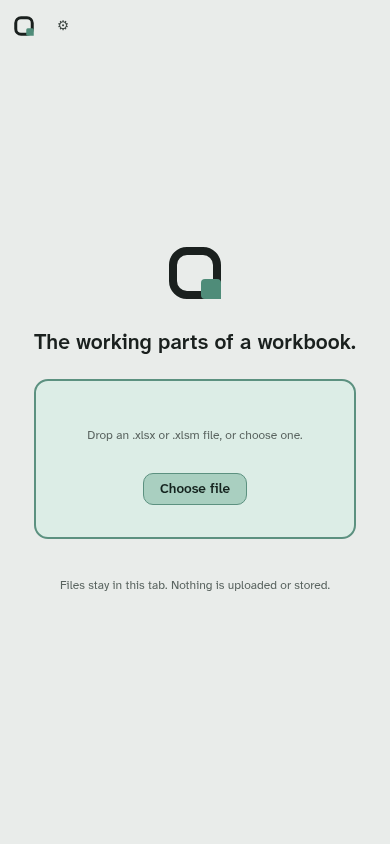 The working parts of a workbook.
Drop an .xlsx or .xlsm file, or choose one.
Choose file
Files stay in this tab. Nothing is uploaded or stored.